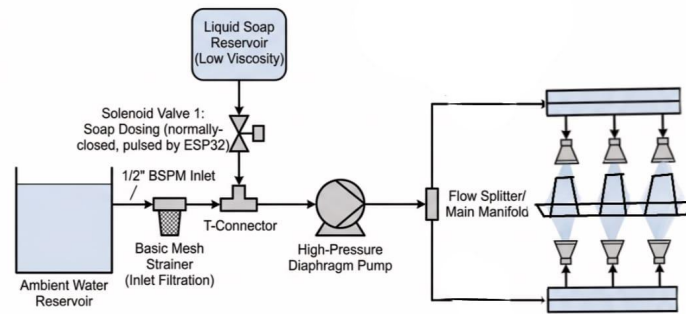 Liquid Soap
Reservoir
(Low Viscosity)
Solenoid Valve 1:
Soap Dosing (normally-
closed, pulsed by ESP32)
1/2" BSPM Inlet
T-Connector
Basic Mesh
Strainer
(Inlet Filtration)
Ambient Water
Reservoir
High-Pressure
Diaphragm Pump
Flow Splitter/
Main Manifold